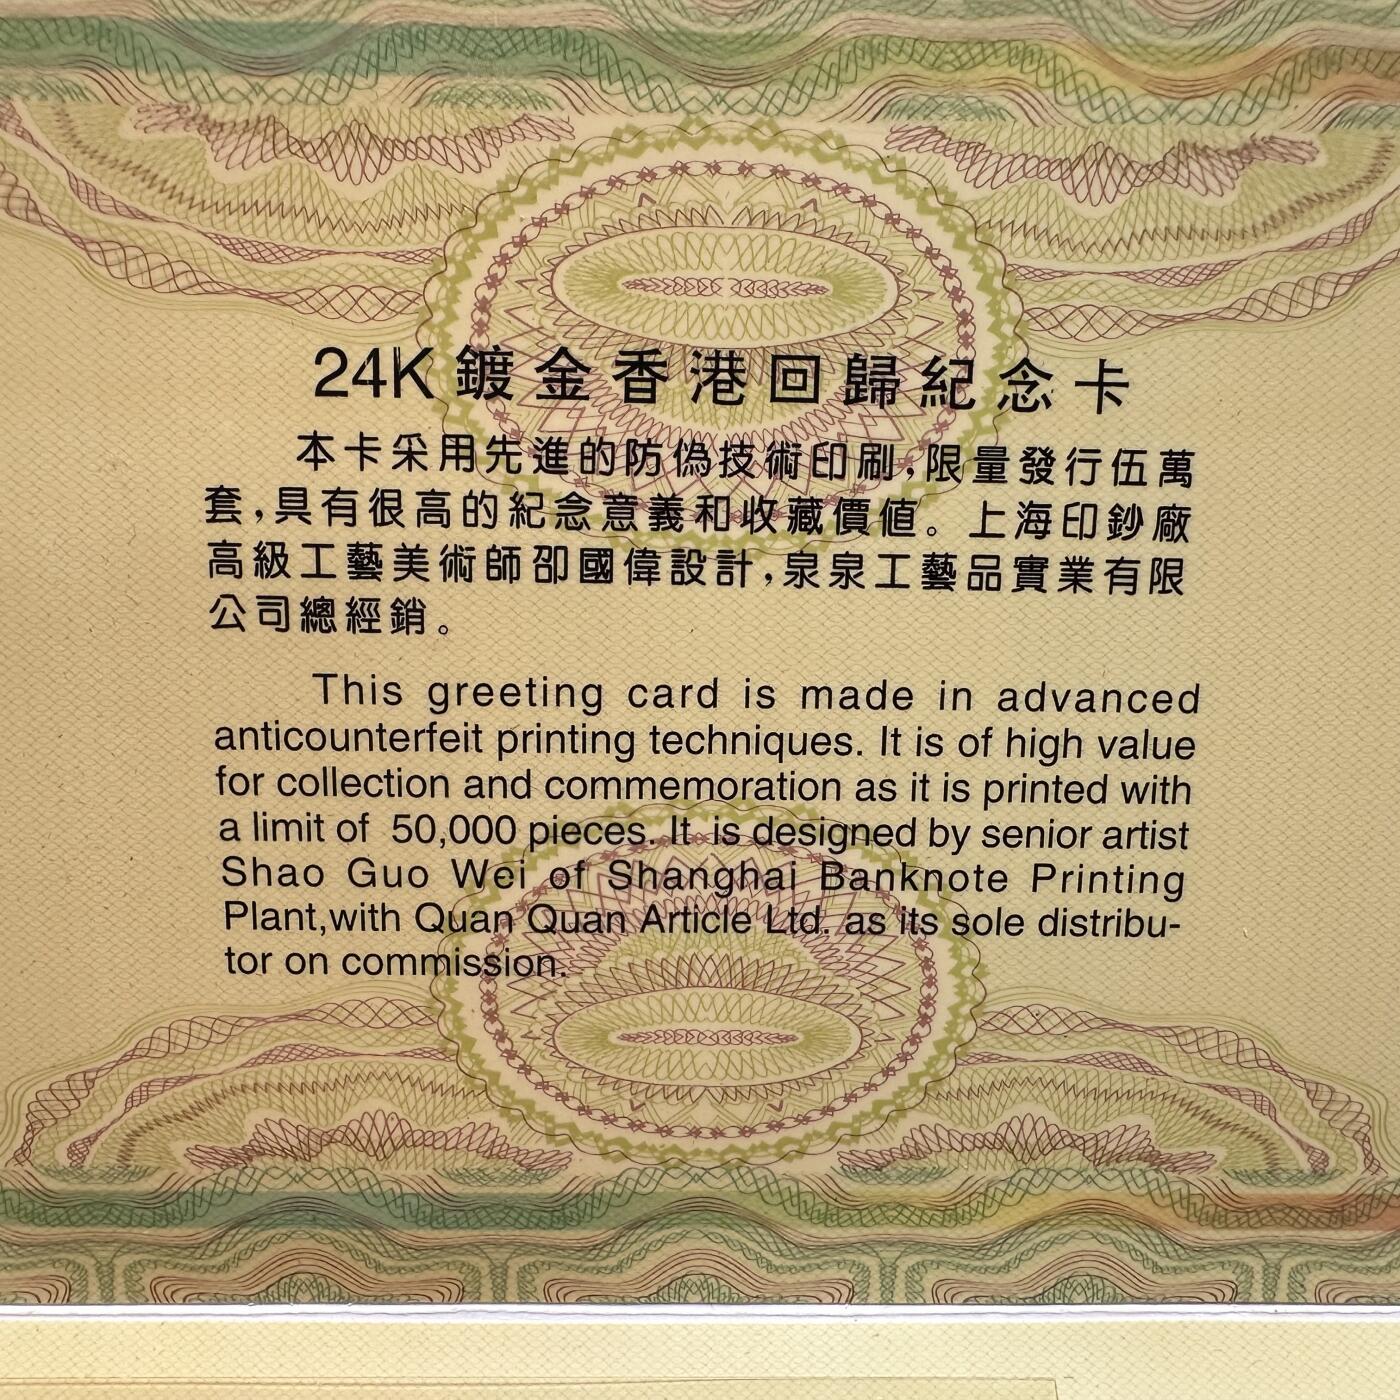 24K鍍金香港回歸紀念卡
本卡采用先進的防偽技術印刷,限量發行伍萬
套,具有很高的紀念意義和收藏價值。上海印鈔廠
高級工藝美術師卲國偉設計,泉泉工藝品實業有限
公司總經銷。
This greeting card is made in advanced
anticounterfeit printing techniques. It is of high value
for collection and commemoration as it is printed with
a limit of 50,000 pieces. It is designed by senior artist
Shao Guo Wei of Shanghai Banknote Printing
Plant,with Quan Quan Article Ltd. as its sole distribu-
tor on commission.